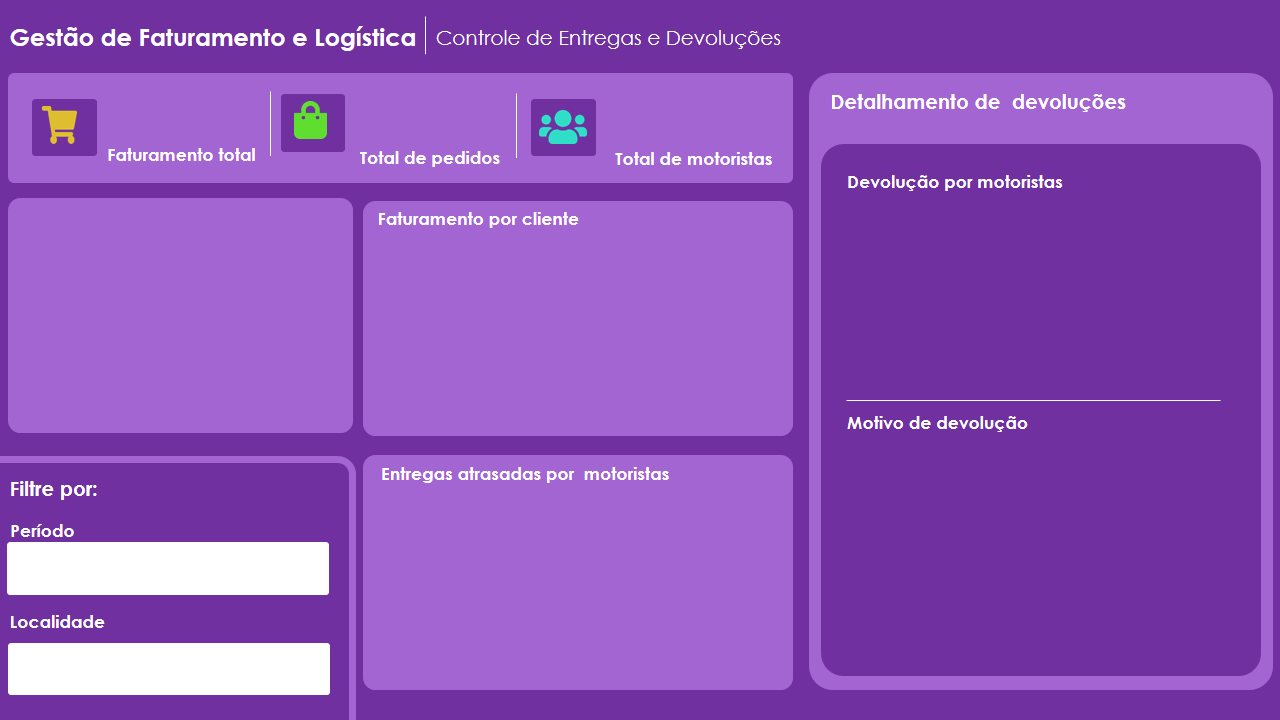 Gestão de Faturamento e Logística
Controle de Entregas e Devoluções
Faturamento total
Total de pedidos
Total de motoristas
Faturamento por cliente
Entregas atrasadas por  motoristas
Filtre por:
Período
Localidade
Detalhamento de  devoluções
Devolução por motoristas
Motivo de devolução